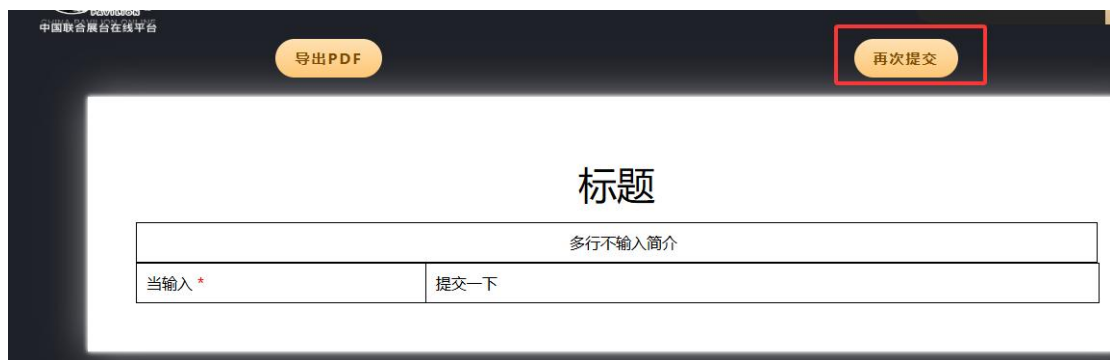 PAVILION
中国联合展台在线平台
导出PDF
再次提交
标题
多行不输入简介
当输入 *
提交一下